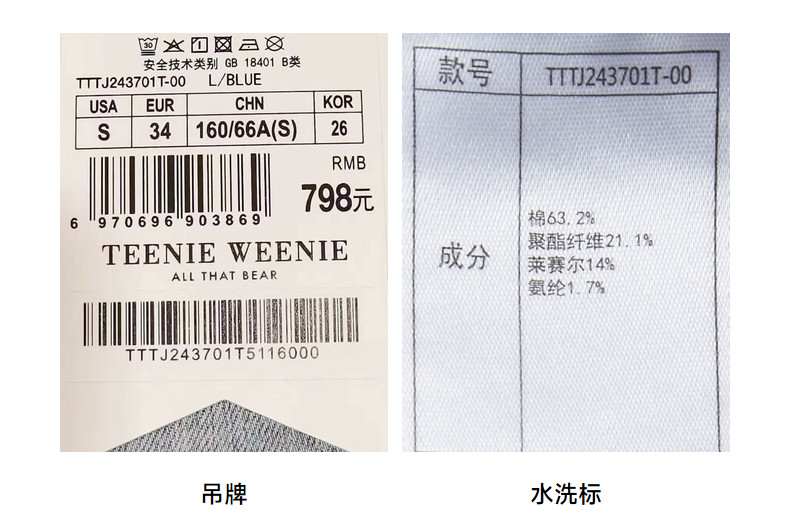 30
安全技术类别 GB 18401 B类
TTTJ243701T-00 L/BLUE
USA EUR CHN KOR
S 34 160/66A(S) 26
RMB
798元
6 970696 903869
TEENIE WEENIE
ALL THAT BEAR
TTTJ243701T5116000
吊牌
款号 TTTJ243701T-00
成分
棉63.2%
聚酯纤维21.1%
莱赛尔14%
氨纶1.7%
水洗标